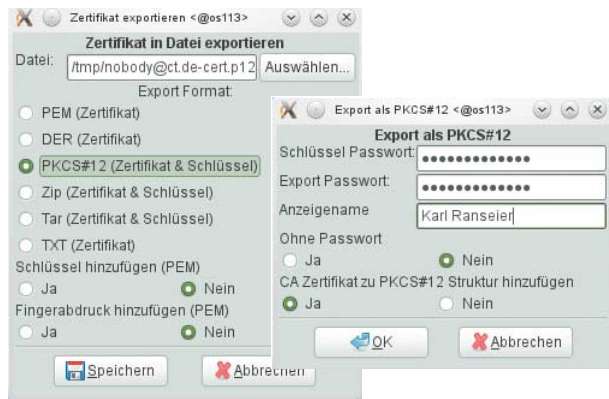 Zertifikat exportieren <@os113>
Zertifikat in Datei exportieren
Datei: /tmp/nobody@ct.de-cert.p12 Auswählen...
Export Format:
PEM (Zertifikat)
DER (Zertifikat)
PKCS#12 (Zertifikat & Schlüssel)
Zip (Zertifikat & Schlüssel)
Tar (Zertifikat & Schlüssel)
TXT (Zertifikat)
Schlüssel hinzufügen (PEM)
Ja Nein
Fingerabdruck hinzufügen (PEM)
Ja Nein
Speichern Abbrechen
Export als PKCS#12 <@os113>
Export als PKCS#12
Schlüssel Passwort:
Export Passwort:
Anzeigename Karl Ranseier
Ohne Passwort
Ja Nein
CA Zertifikat zu PKCS#12 Struktur hinzufügen
Ja Nein
OK Abbrechen